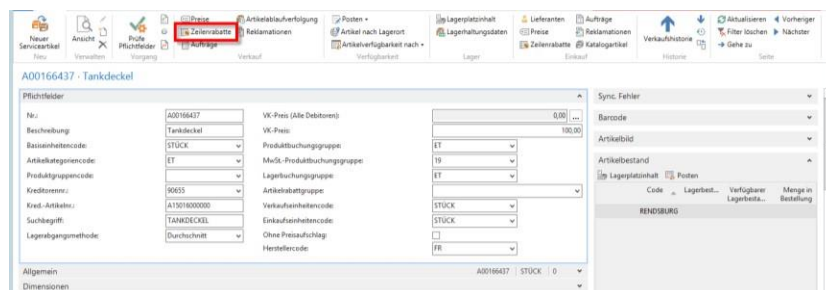 Preise Artikelablaufverfolgung Posten Lagerplatzinhalt Lieferanten Aufträge Aktualisieren Vorheriger
Neuer Serviceartikel Ansicht Prüfe Pflichtfelder Zeilenrabatte Reklamationen Artikel nach Lagerort Lagerhaltungsdaten Preise Reklamationen Verkaufshistorie Filter löschen Nächster
Aufträge Artikelverfügbarkeit nach Zeilenrabatte Katalogartikel Gehe zu
Neu Verwalten Vorgang Verkauf Verfügbarkeit Lager Einkauf Historie Seite
A00166437 · Tankdeckel
Pflichtfelder Sync. Fehler
Nr.: A00166437 VK-Preis (Alle Debitoren): 0,00 ...
Barcode
Beschreibung: Tankdeckel VK-Preis: 100,00
Basiseinheitencode: STÜCK Produktbuchungsgruppe: ET
Artikelbild
Artikelkategoriencode: ET MwSt.-Produktbuchungsgruppe: 19
Artikelbestand
Produktgruppencode: Lagerbuchungsgruppe: ET
Lagerplatzinhalt Posten
Kreditorennr.: 90655 Artikelrabattgruppe:
Code Lagerbest... Verfügbarer Lagerbesta... Menge in Bestellung
Kred.-Artikelnr.: A15016000000 Verkaufseinheitencode: STÜCK
RENDSBURG
Suchbegriff: TANKDECKEL Einkaufseinheitencode: STÜCK
Lagerabgangsmethode: Durchschnitt Ohne Preisaufschlag:
Herstellercode: FR
Allgemein A00166437 STÜCK 0
Dimensionen